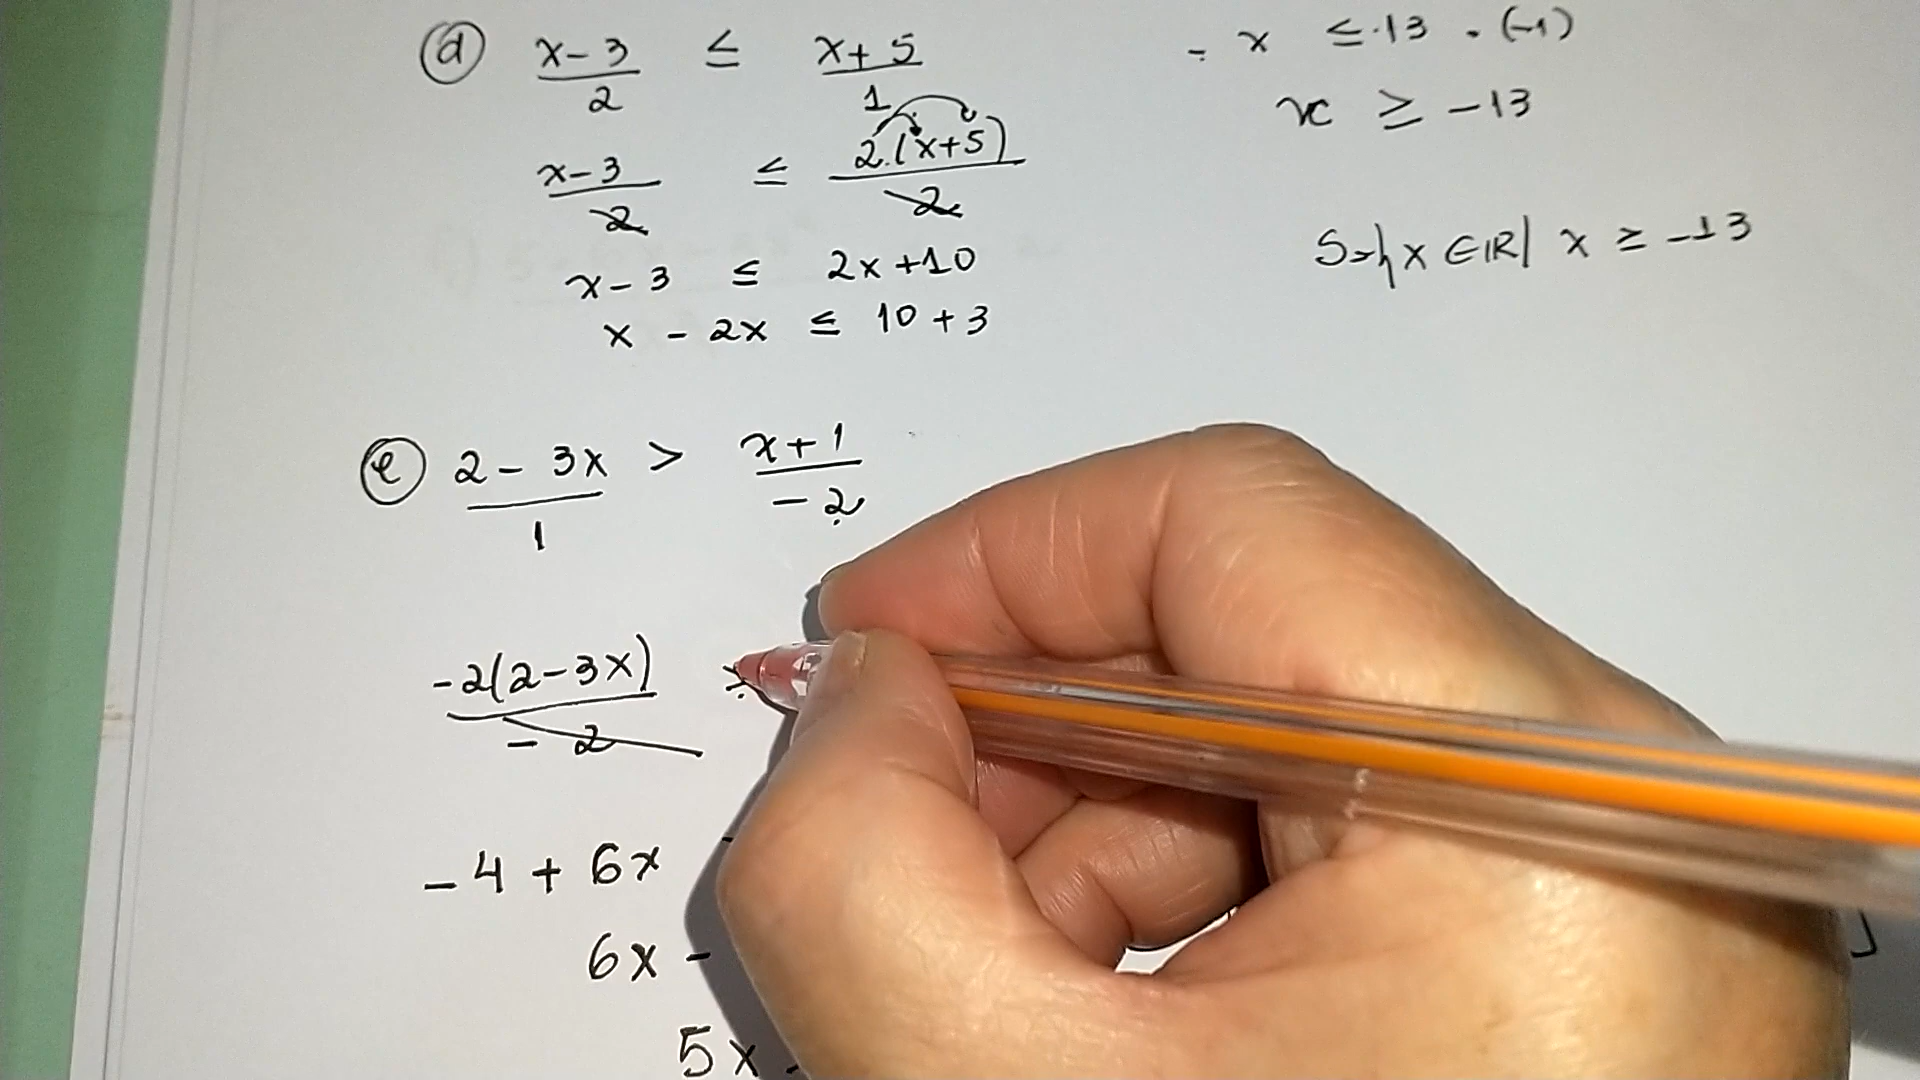 d) x-3/2 ≤ x+5/1
x-3/2 ≤ 2.(x+5)/2
x-3 ≤ 2x+10
x - 2x ≤ 10+3
-x ≤ 13 .(-1)
x ≥ -13
S={x ∈ IR| x ≥ -13
e) 2-3x/1 > x+1/-2
-2(2-3x)/-2
-4+6x
6x -
5x